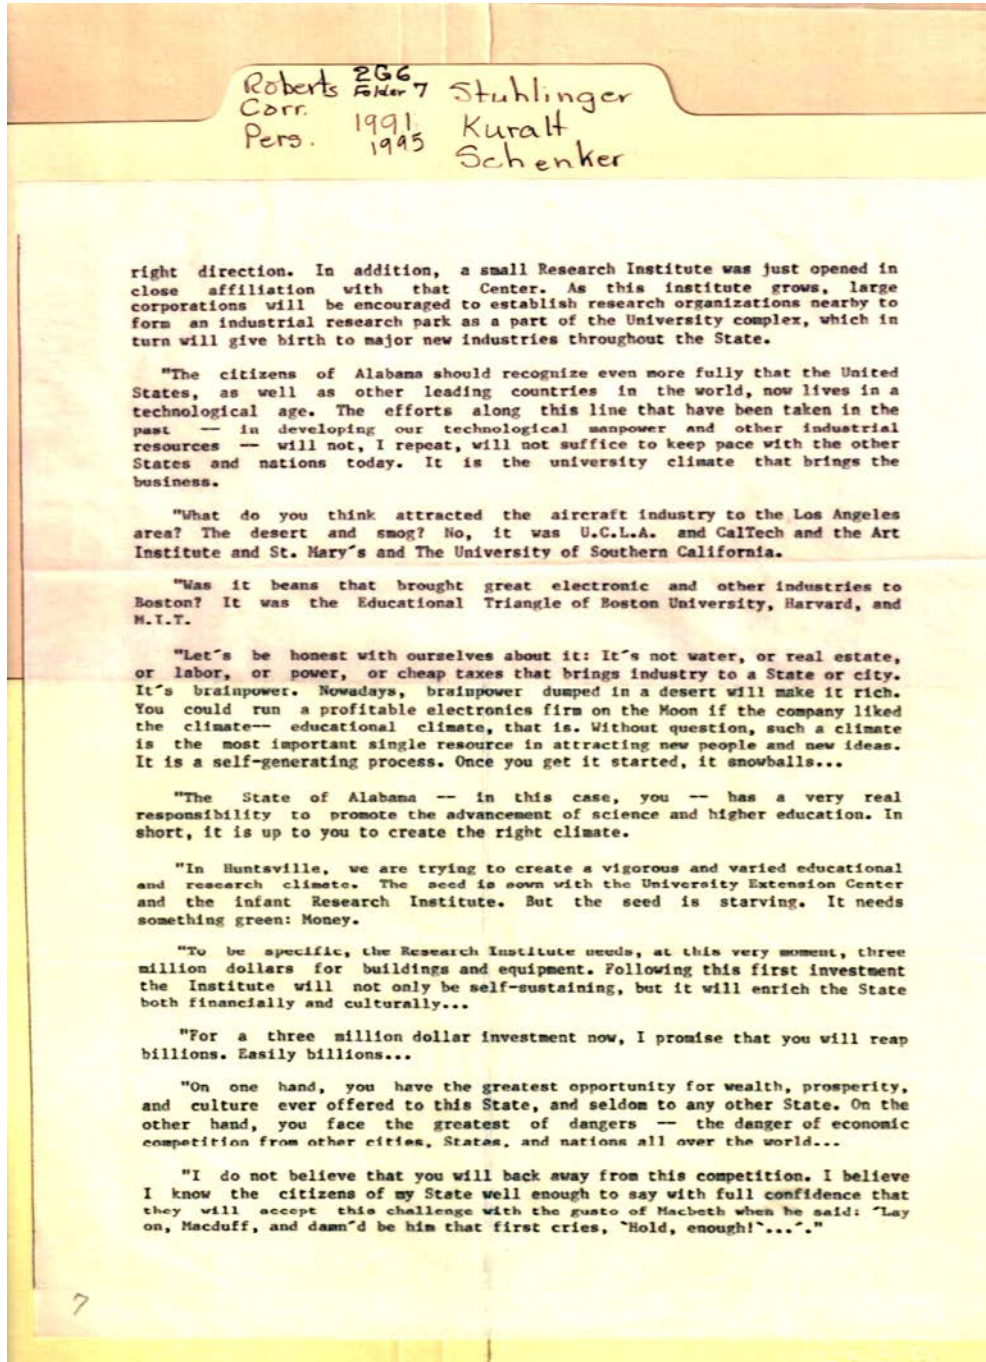 Roberts 2G6 Stuhlinger
Corr. Folder 7 Kuralt
Pers. 1991 Schenker
1995
right direction. In addition, a small Research Institute was just opened in
close affiliation with that Center. As this institute grows, large
corporations will be encouraged to establish research organizations nearby to
form an industrial research park as a part of the University complex, which in
turn will give birth to major new industries throughout the State.
"The citizens of Alabama should recognize even more fully that the United
States, as well as other leading countries in the world, now lives in a
technological age. The efforts along this line that have been taken in the
past -- in developing our technological manpower and other industrial
resources -- will not, I repeat, will not suffice to keep pace with the other
States and nations today. It is the university climate that brings the
business.
"What do you think attracted the aircraft industry to the Los Angeles
area? The desert and smog? No, it was U.C.L.A. and CalTech and the Art
Institute and St. Mary's and The University of Southern California.
"Was it beans that brought great electronic and other industries to
Boston? It was the Educational Triangle of Boston University, Harvard, and
M.I.T.
"Let's be honest with ourselves about it: It's not water, or real estate,
or labor, or power, or cheap taxes that brings industry to a State or city.
It's brainpower. Nowadays, brainpower dumped in a desert will make it rich.
You could run a profitable electronics firm on the Moon if the company liked
the climate-- educational climate, that is. Without question, such a climate
is the most important single resource in attracting new people and new ideas.
It is a self-generating process. Once you get it started, it snowballs...
"The State of Alabama -- in this case, you -- has a very real
responsibility to promote the advancement of science and higher education. In
short, it is up to you to create the right climate.
"In Huntsville, we are trying to create a vigorous and varied educational
and research climate. The seed is sown with the University Extension Center
and the infant Research Institute. But the seed is starving. It needs
something green: Money.
"To be specific, the Research Institute needs, at this very moment, three
million dollars for buildings and equipment. Following this first investment
the Institute will not only be self-sustaining, but it will enrich the State
both financially and culturally...
"For a three million dollar investment now, I promise that you will reap
billions. Easily billions...
"On one hand, you have the greatest opportunity for wealth, prosperity,
and culture ever offered to this State, and seldom to any other State. On the
other hand, you face the greatest of dangers -- the danger of economic
competition from other cities, States, and nations all over the world...
"I do not believe that you will back away from this competition. I believe
I know the citizens of my State well enough to say with full confidence that
they will accept this challenge with the gusto of Macbeth when he said: 'Lay
on, Macduff, and damn'd be him that first cries, `Hold, enough!`...'."
7